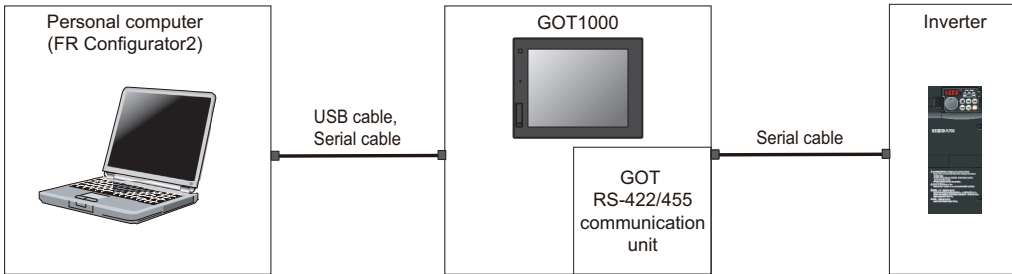 Personal computer
(FR Configurator2)
USB cable,
Serial cable
GOT1000
GOT
RS-422/455
communication
unit
Serial cable
Inverter